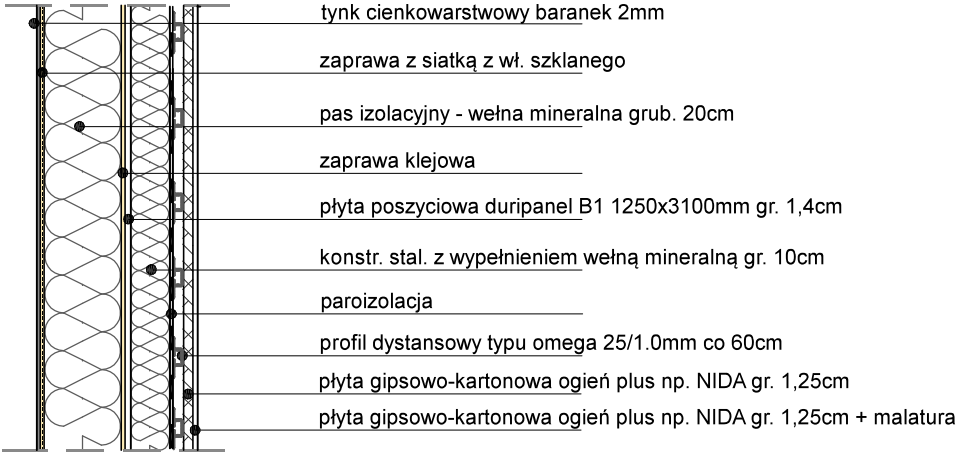 tynk cienkowarstwowy baranek 2mm
zaprawa z siatką z wł. szklanego
pas izolacyjny - wełna mineralna grub. 20cm
zaprawa klejowa
płyta poszyciowa duripanel B1 1250x3100mm gr. 1,4cm
konstr. stal. z wypełnieniem wełną mineralną gr. 10cm
paroizolacja
profil dystansowy typu omega 25/1.0mm co 60cm
płyta gipsowo-kartonowa ogień plus np. NIDA gr. 1,25cm
płyta gipsowo-kartonowa ogień plus np. NIDA gr. 1,25cm + malatura